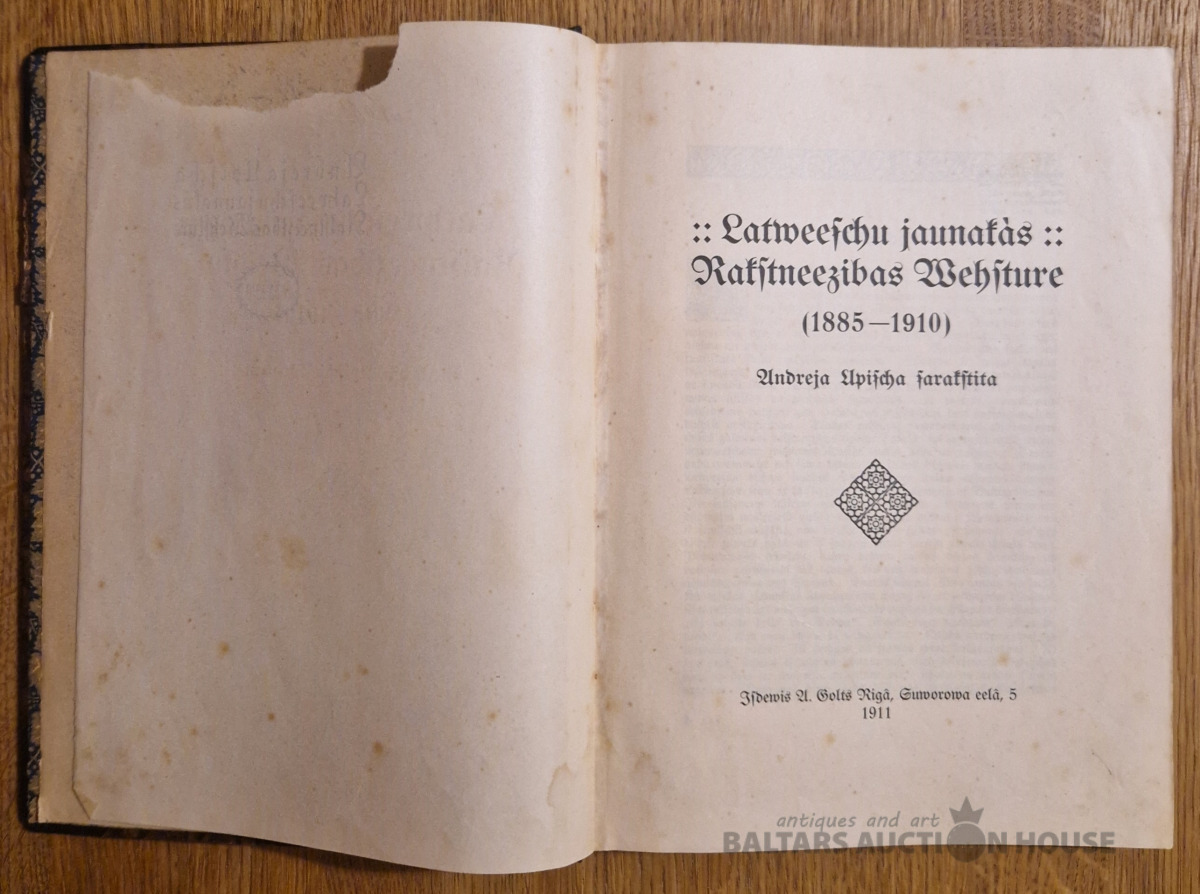 :: Latweeſchu jaunakàs ::
Rakſtneezibas Wehſture
(1885—1910)
Andreja Upiſcha ſarakſtita
Iſdewis A. Golts Rigâ, Suworowa eelâ, 5
1911
antiques and art
BALTARS AUCTION HOUSE